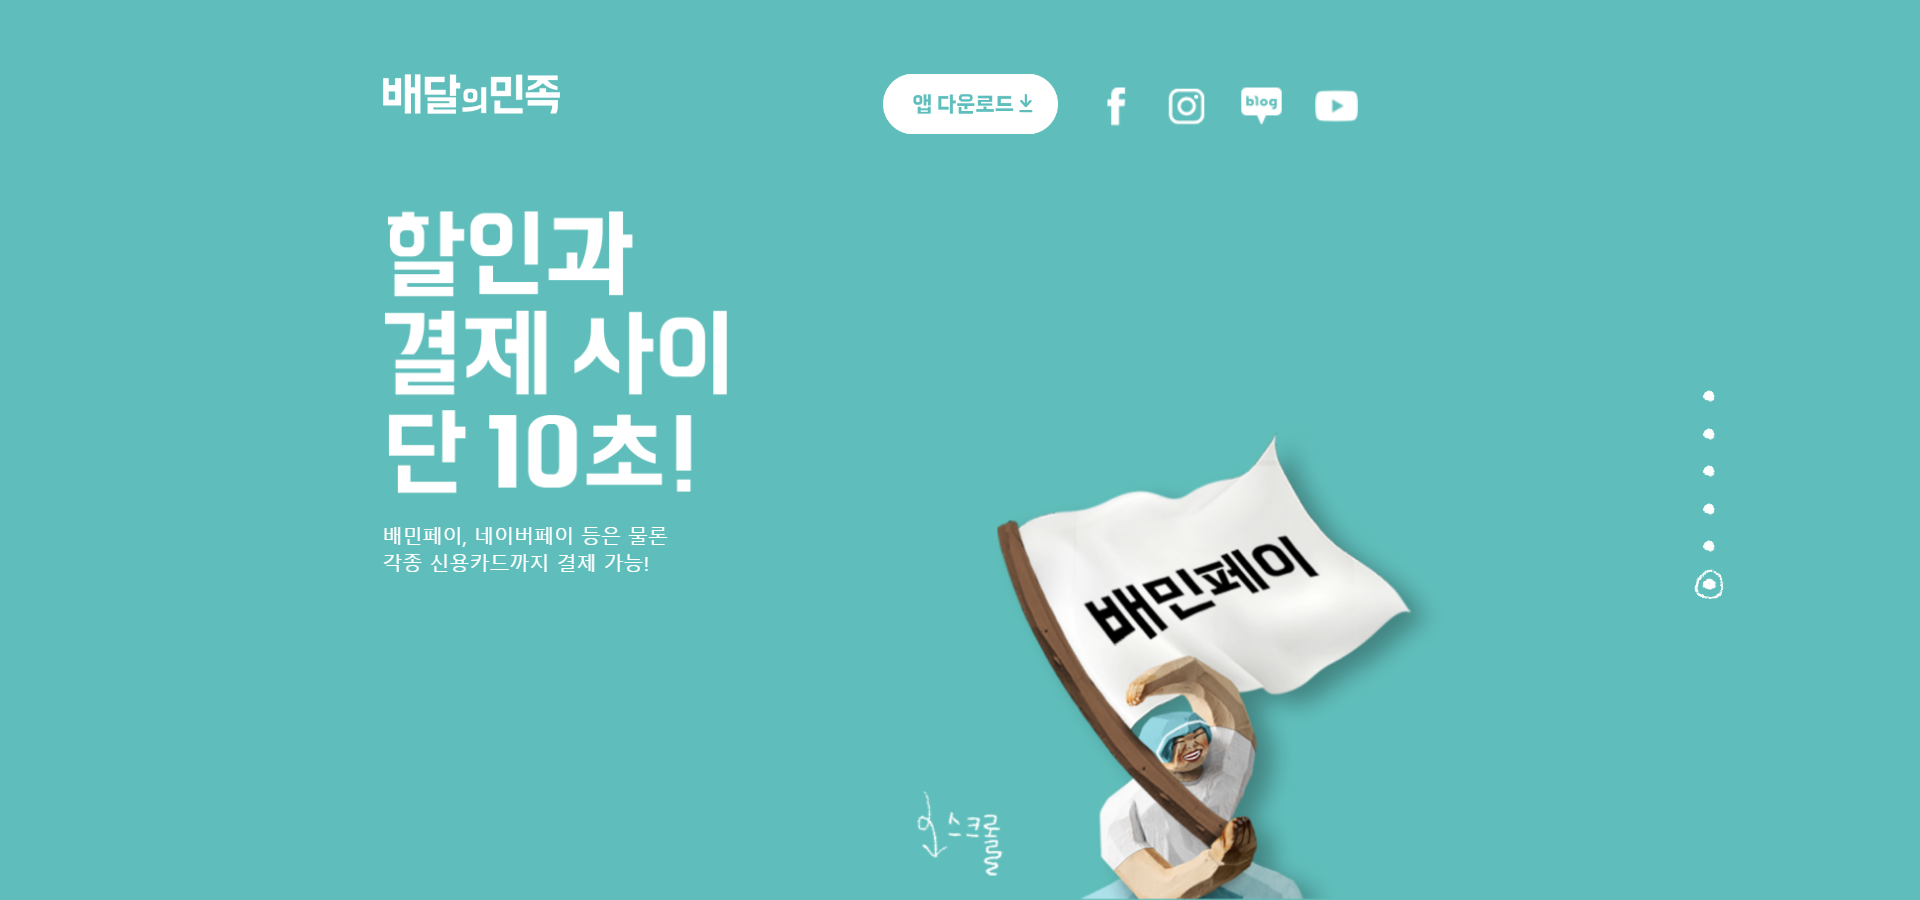 배달의민족
앱 다운로드
blog
할인과
결제 사이
단 10초!
배민페이, 네이버페이 등은 물론
각종 신용카드까지 결제 가능!
배민페이
스크롤